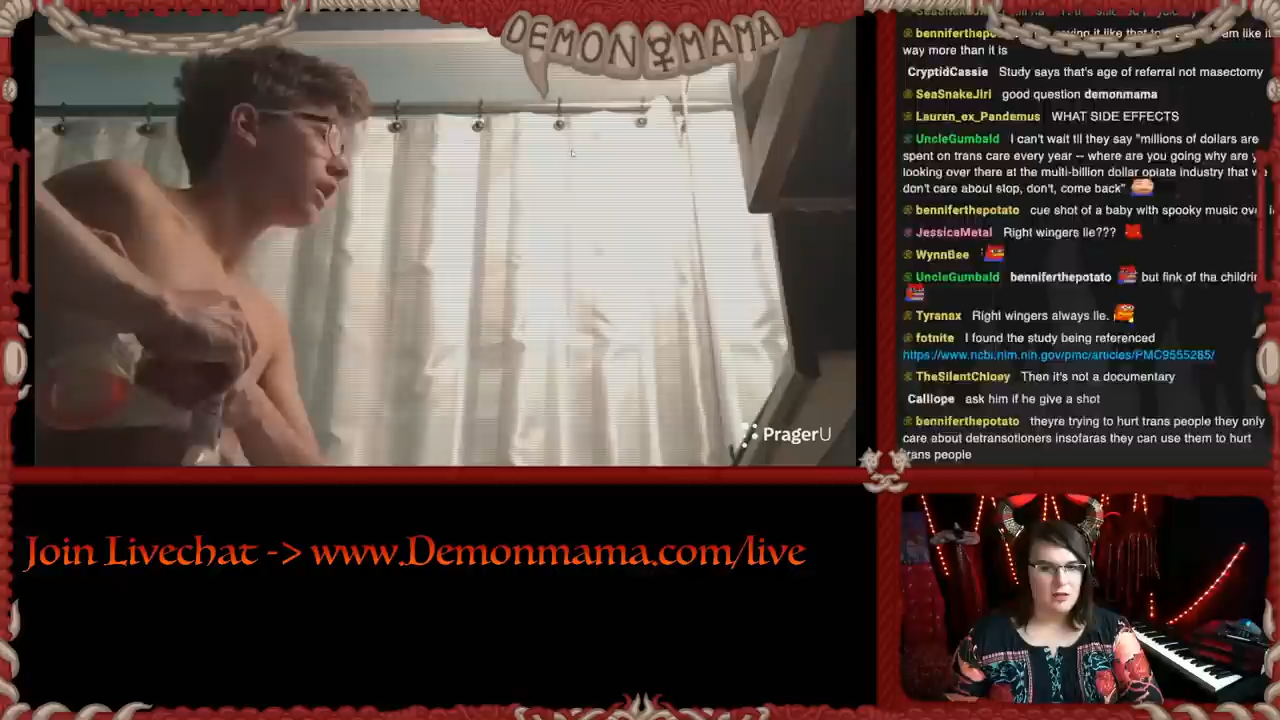 DEMON MAMA
way more than it is
CryptidCassie Study says that's age of referral not masectomy
SeaSnakeJiri good question demonmama
Lauren_ex_Pandemus WHAT SIDE EFFECTS
UncleGumbald I can't wait til they say "millions of dollars are
spent on trans care every year -- where are you going why are y
looking over there at the multi-billion dollar opiate industry that we
don't care about stop, don't, come back"
benniferthepotato cue shot of a baby with spooky music ov
JessicaMetal Right wingers lie???
WynnBee
UncleGumbald benniferthepotato but fink of tha childrin
Tyranax Right wingers always lie.
fotnite I found the study being referenced
https://www.ncbi.nlm.nih.gov/pmc/articles/PMC9555285/
TheSilentChloey Then it's not a documentary
Calliope ask him if he give a shot
benniferthepotato theyre trying to hurt trans people they only
care about detransotioners insofaras they can use them to hurt
trans people
PragerU
Join Livechat -> www.Demonmama.com/live